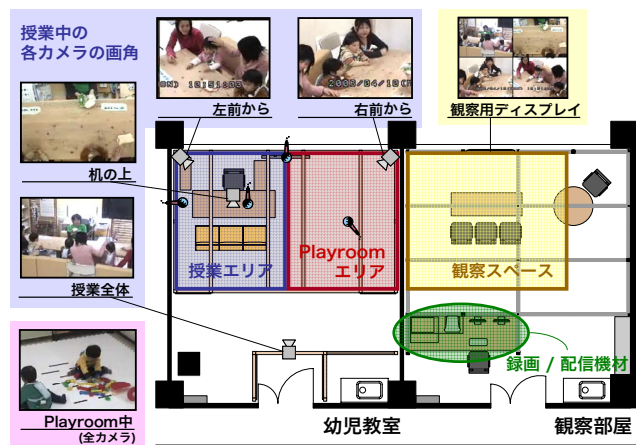 授業中の
各カメラの画角
左前から
右前から
観察用ディスプレイ
机の上
授業全体
授業エリア
Playroom
エリア
観察スペース
録画 / 配信機材
Playroom中
(全カメラ)
幼児教室
観察部屋